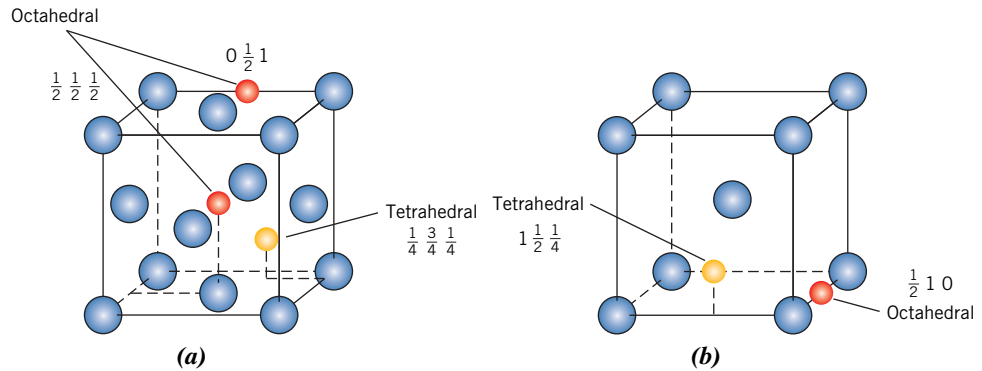 Octahedral
0 1/2 1
1/2 1/2 1/2
Tetrahedral
1/4 3/4 1/4
(a)
Tetrahedral
1 1/2 1/4
1/2 1 0
Octahedral
(b)